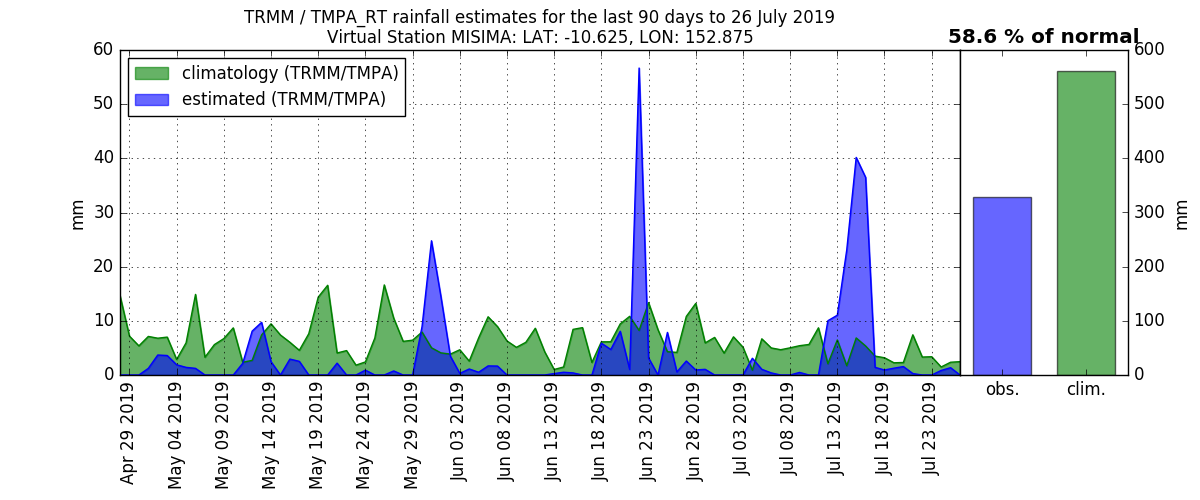 TRMM / TMPA_RT rainfall estimates for the last 90 days to 26 July 2019
Virtual Station MISIMA: LAT: -10.625, LON: 152.875
58.6 % of normal
climatology (TRMM/TMPA)
estimated (TRMM/TMPA)
mm
60
50
40
30
20
10
0
Apr 29 2019
May 04 2019
May 09 2019
May 14 2019
May 19 2019
May 24 2019
May 29 2019
Jun 03 2019
Jun 08 2019
Jun 13 2019
Jun 18 2019
Jun 23 2019
Jun 28 2019
Jul 03 2019
Jul 08 2019
Jul 13 2019
Jul 18 2019
Jul 23 2019
obs.
clim.
600
500
400
300
200
100
0
mm